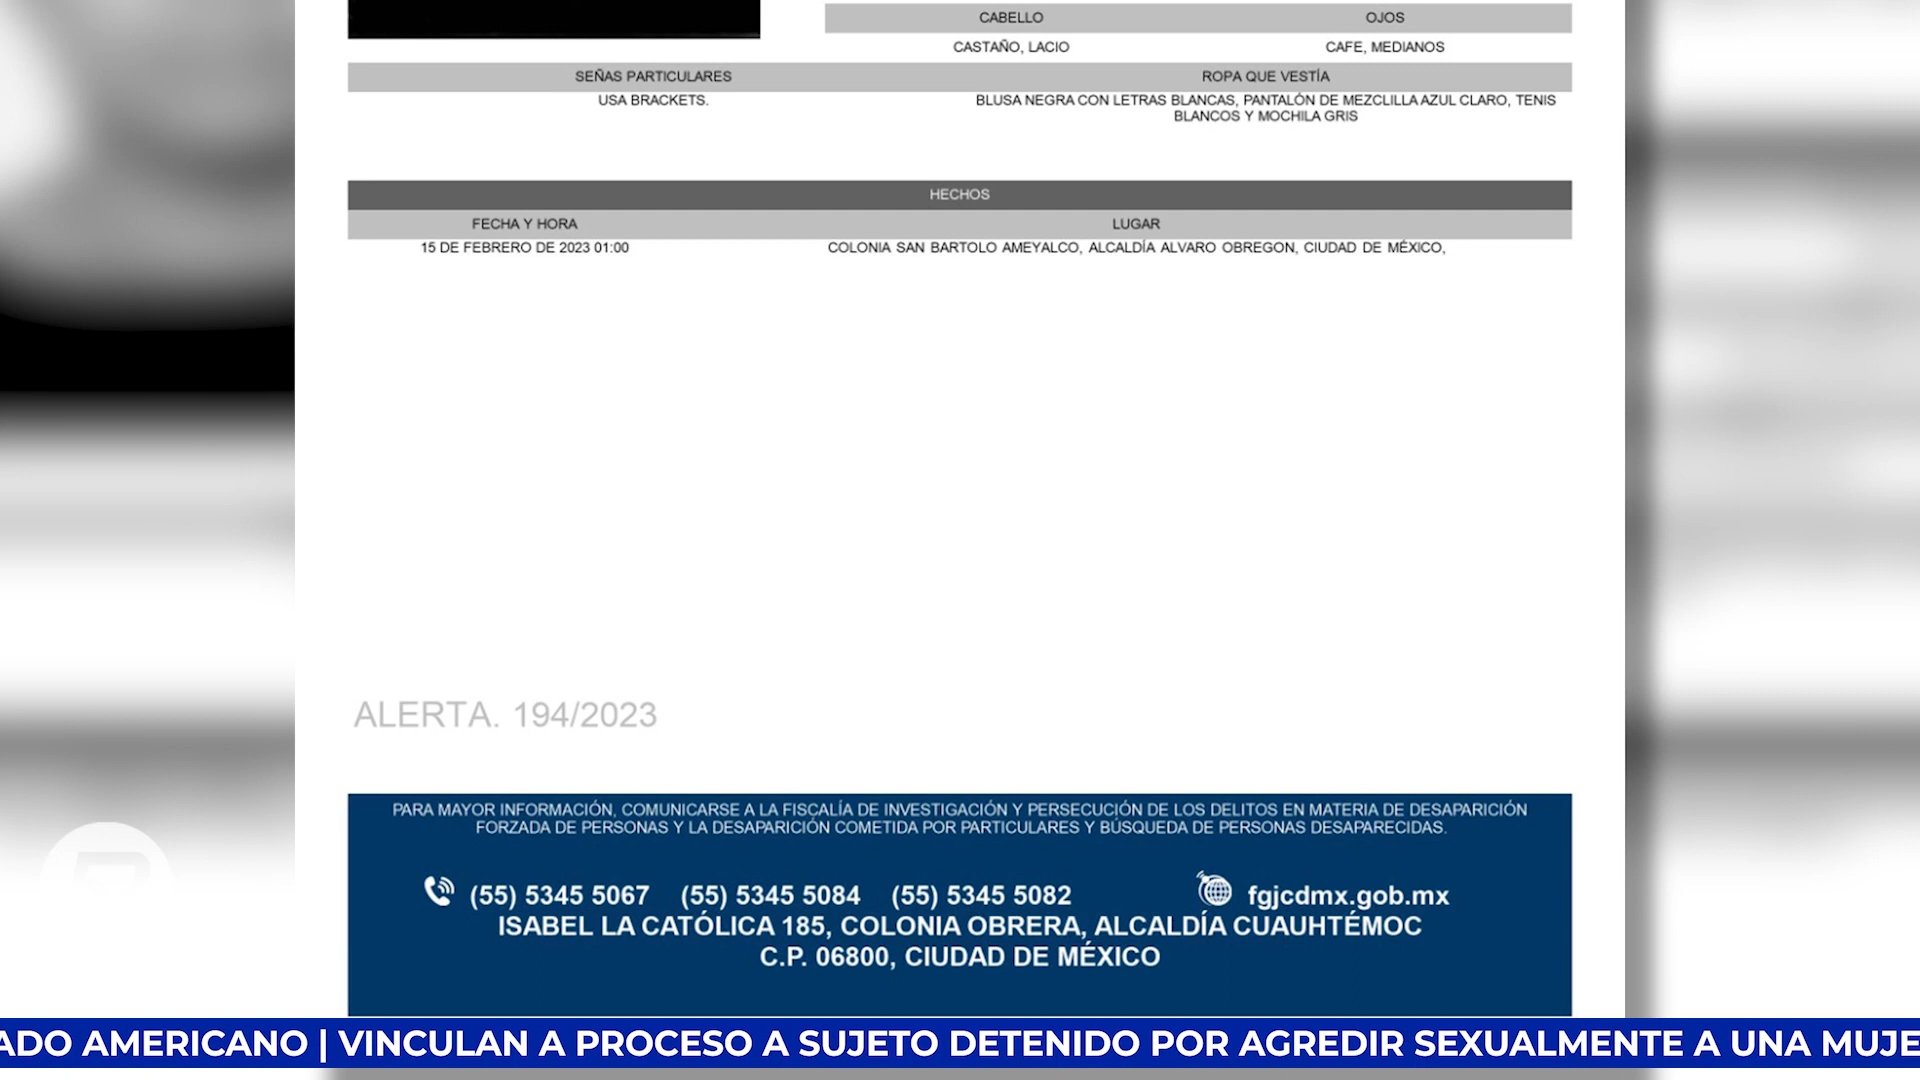 CABELLO OJOS
CASTAÑO, LACIO CAFE, MEDIANOS
SEÑAS PARTICULARES ROPA QUE VESTÍA
USA BRACKETS. BLUSA NEGRA CON LETRAS BLANCAS, PANTALÓN DE MEZCLILLA AZUL CLARO, TENIS
BLANCOS Y MOCHILA GRIS
HECHOS
FECHA Y HORA LUGAR
15 DE FEBRERO DE 2023 01:00 COLONIA SAN BARTOLO AMEYALCO, ALCALDÍA ALVARO OBREGON, CIUDAD DE MÉXICO,
ALERTA. 194/2023
PARA MAYOR INFORMACIÓN, COMUNICARSE A LA FISCALÍA DE INVESTIGACIÓN Y PERSECUCIÓN DE LOS DELITOS EN MATERIA DE DESAPARICIÓN
FORZADA DE PERSONAS Y LA DESAPARICIÓN COMETIDA POR PARTICULARES Y BÚSQUEDA DE PERSONAS DESAPARECIDAS.
(55) 5345 5067 (55) 5345 5084 (55) 5345 5082 fgjcdmx.gob.mx
ISABEL LA CATÓLICA 185, COLONIA OBRERA, ALCALDÍA CUAUHTÉMOC
C.P. 06800, CIUDAD DE MÉXICO
ADO AMERICANO | VINCULAN A PROCESO A SUJETO DETENIDO POR AGREDIR SEXUALMENTE A UNA MUJE